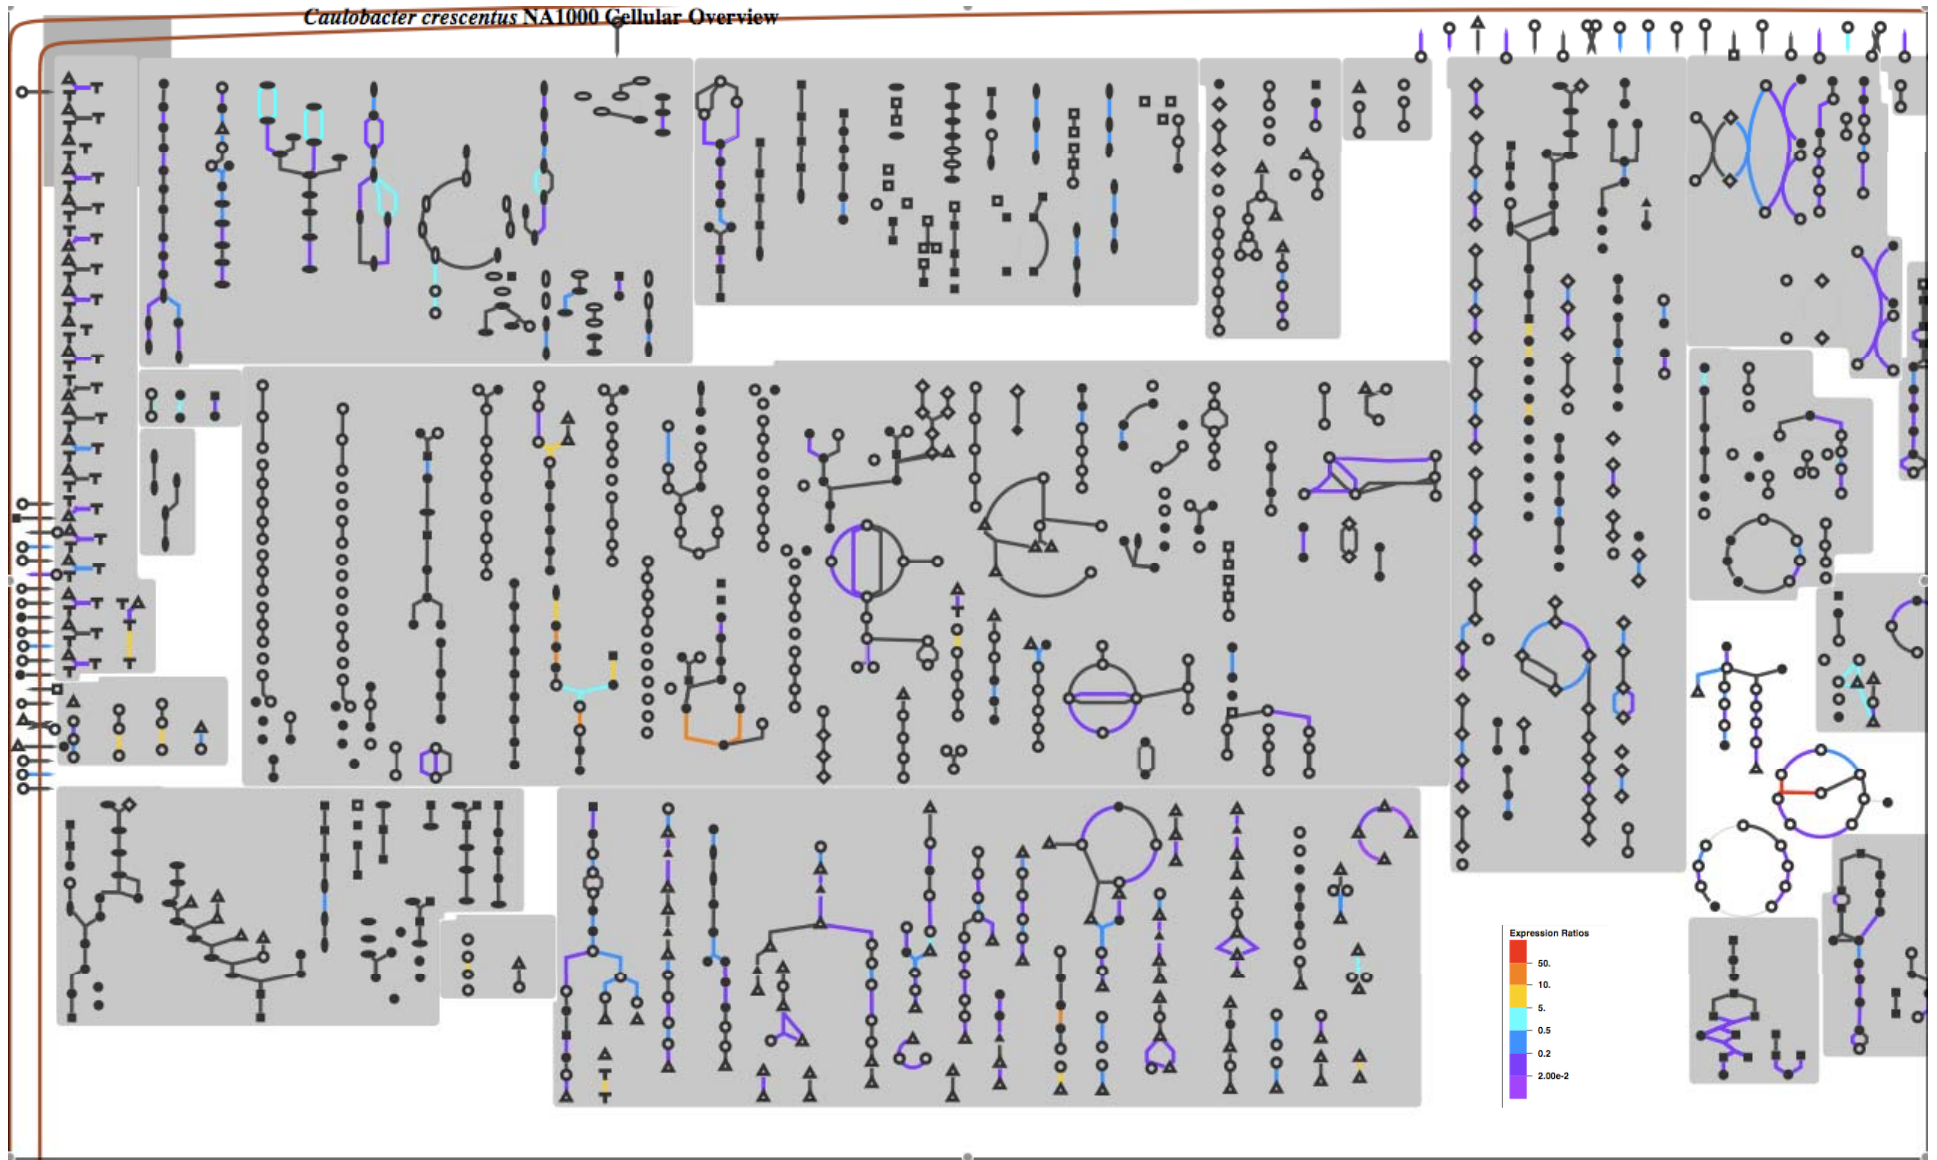 Caulobacter crescentus NA1000 Cellular Overview
Expression Ratios
50.
10.
5.
0.5
0.2
2.00e-2